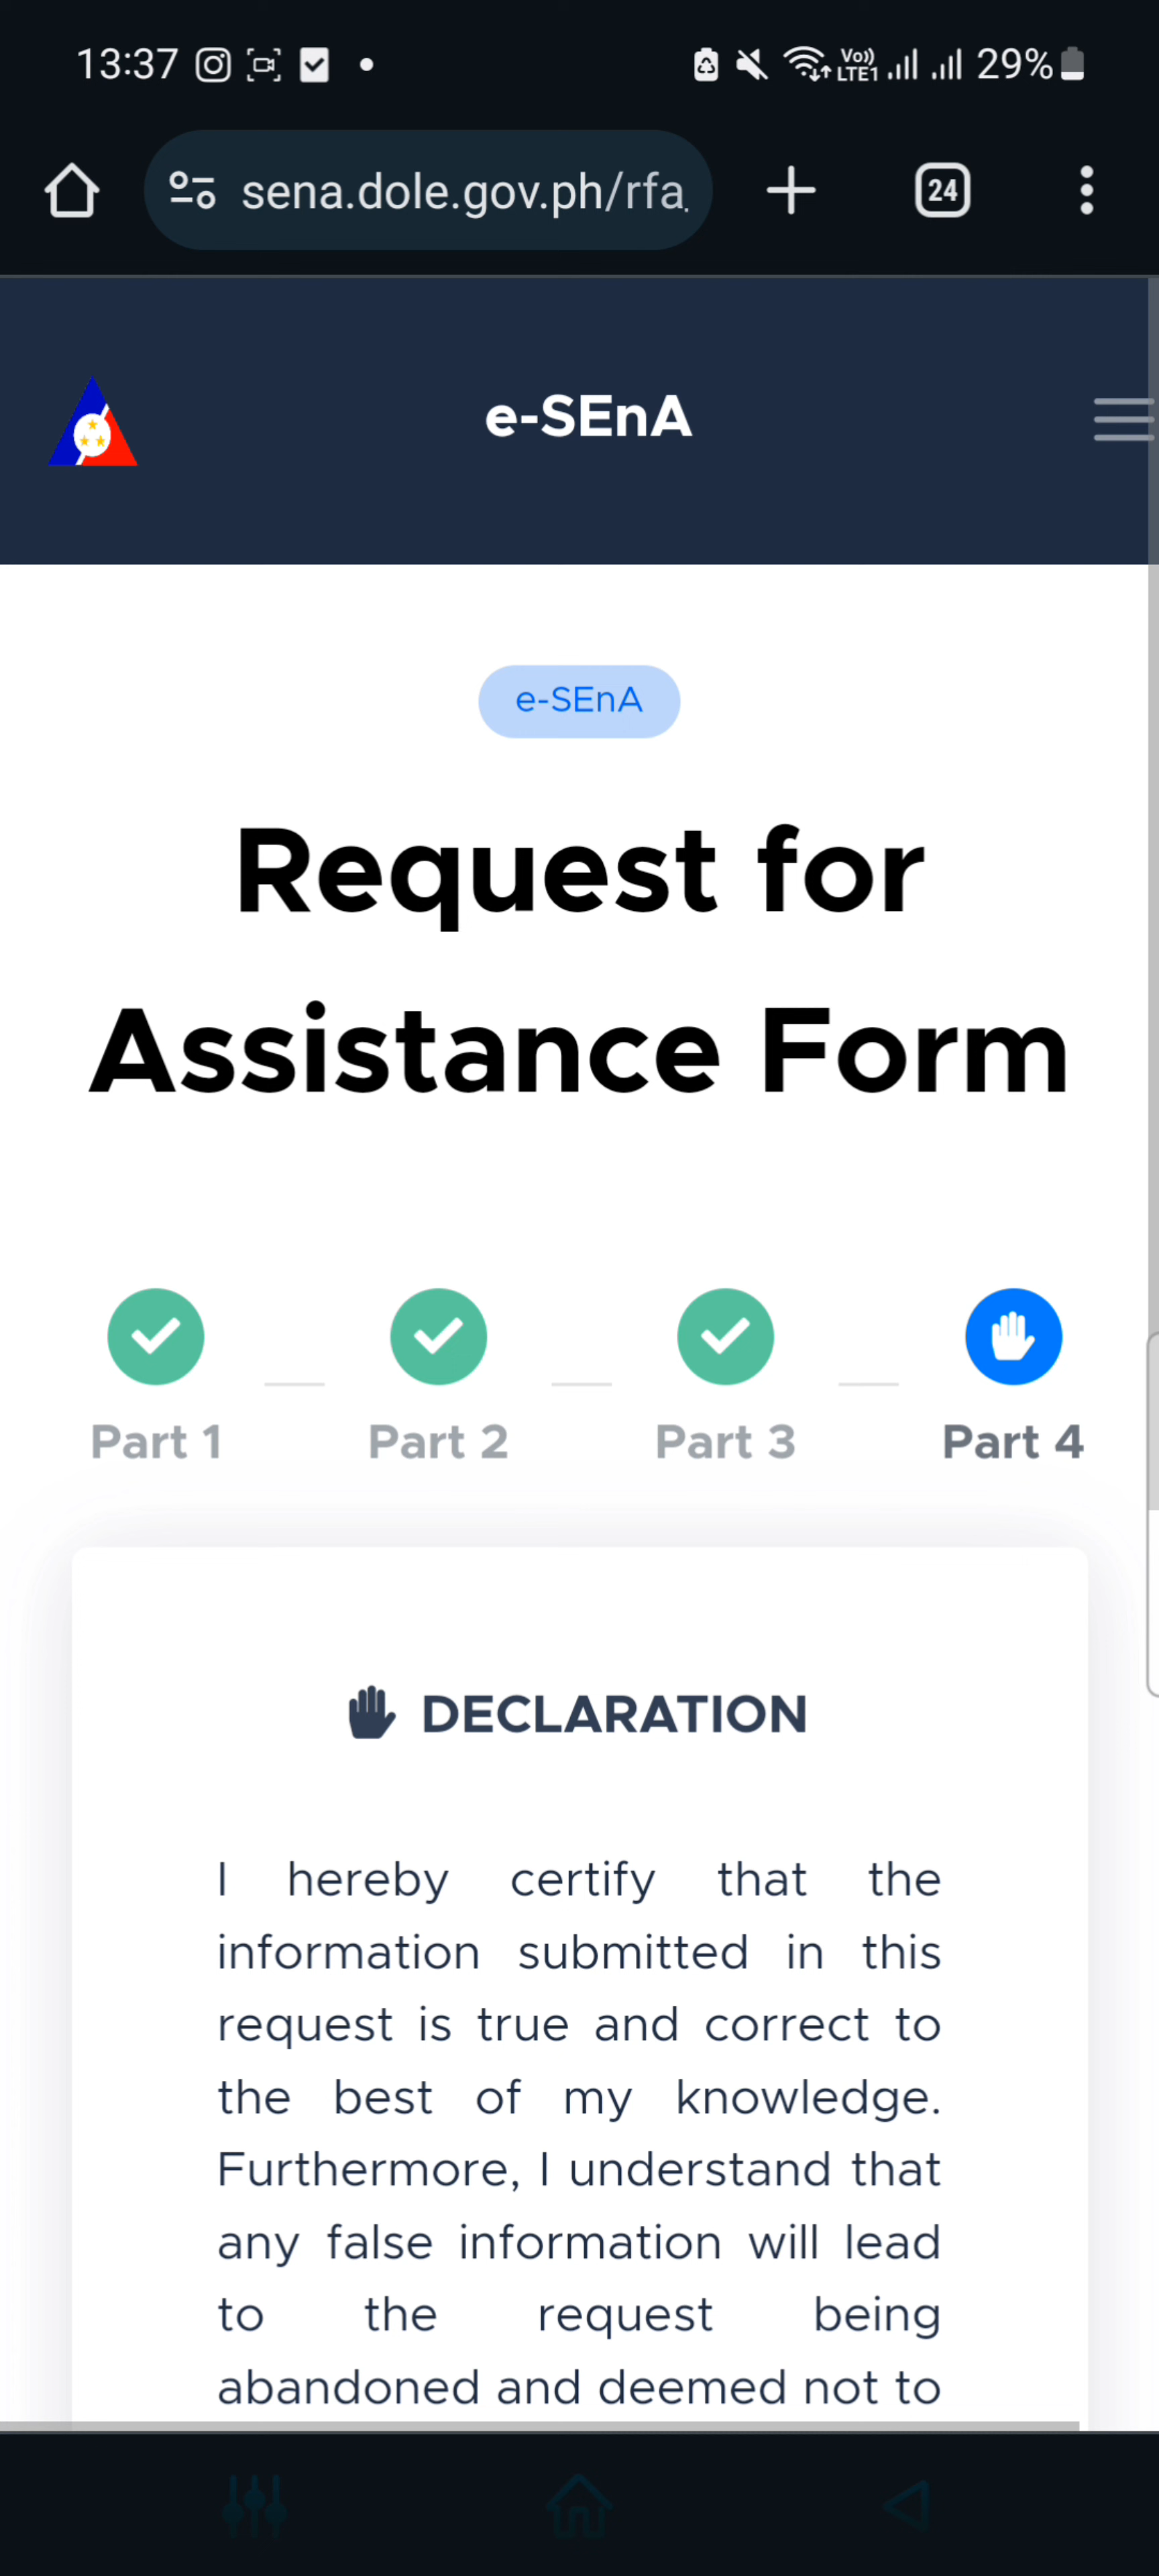 13:37
Vo)) LTE1
29%
sena.dole.gov.ph/rfa
24
e-SEnA
e-SEnA
Request for
Assistance Form
Part 1
Part 2
Part 3
Part 4
DECLARATION
I hereby certify that the
information submitted in this
request is true and correct to
the best of my knowledge.
Furthermore, I understand that
any false information will lead
to the request being
abandoned and deemed not to